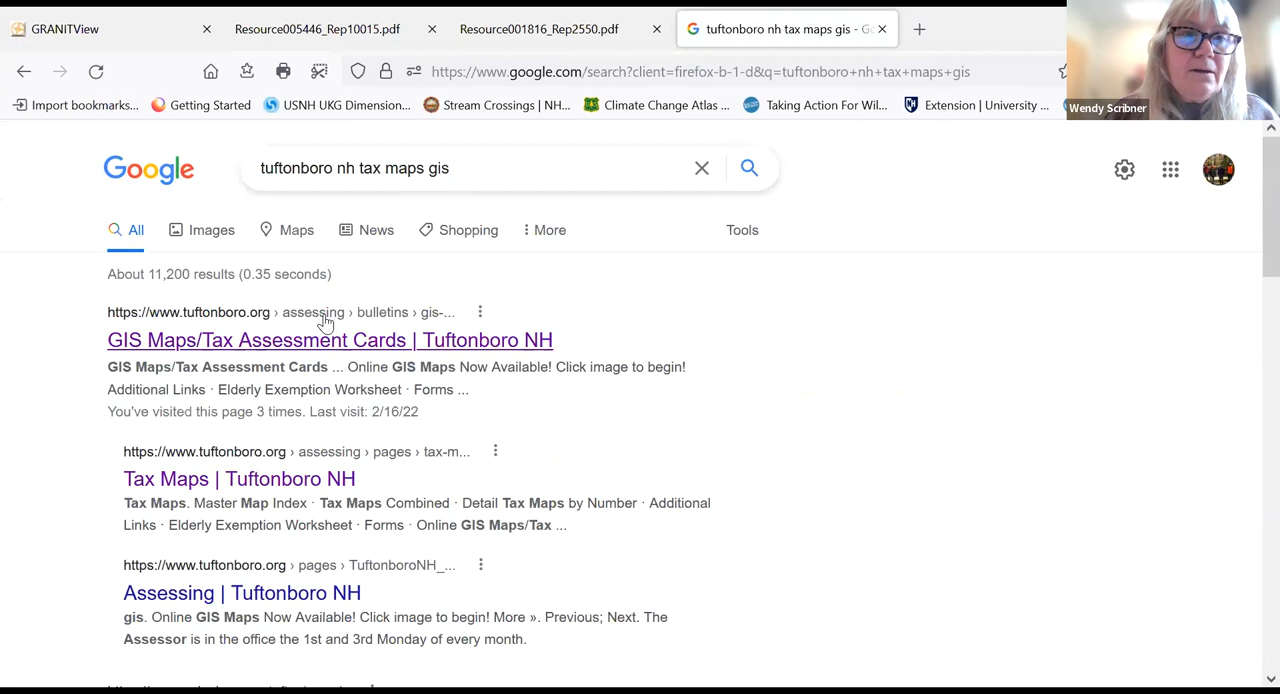 GRANITView
Resource005446_Rep10015.pdf
Resource001816_Rep2550.pdf
tuftonboro nh tax maps gis - Go
https://www.google.com/search?client=firefox-b-1-d&q=tuftonboro+nh+tax+maps+gis
Import bookmarks... Getting Started USNH UKG Dimension... Stream Crossings | NH... Climate Change Atlas ... Taking Action For Wil... Extension | University ...
Wendy Scribner
Google
tuftonboro nh tax maps gis
All Images Maps News Shopping More Tools
About 11,200 results (0.35 seconds)
https://www.tuftonboro.org › assessing › bulletins › gis-...
GIS Maps/Tax Assessment Cards | Tuftonboro NH
GIS Maps/Tax Assessment Cards ... Online GIS Maps Now Available! Click image to begin!
Additional Links · Elderly Exemption Worksheet · Forms ...
You've visited this page 3 times. Last visit: 2/16/22
https://www.tuftonboro.org › assessing › pages › tax-m...
Tax Maps | Tuftonboro NH
Tax Maps. Master Map Index · Tax Maps Combined · Detail Tax Maps by Number · Additional
Links · Elderly Exemption Worksheet · Forms · Online GIS Maps/Tax ...
https://www.tuftonboro.org › pages › TuftonboroNH_...
Assessing | Tuftonboro NH
gis. Online GIS Maps Now Available! Click image to begin! More ». Previous; Next. The
Assessor is in the office the 1st and 3rd Monday of every month.